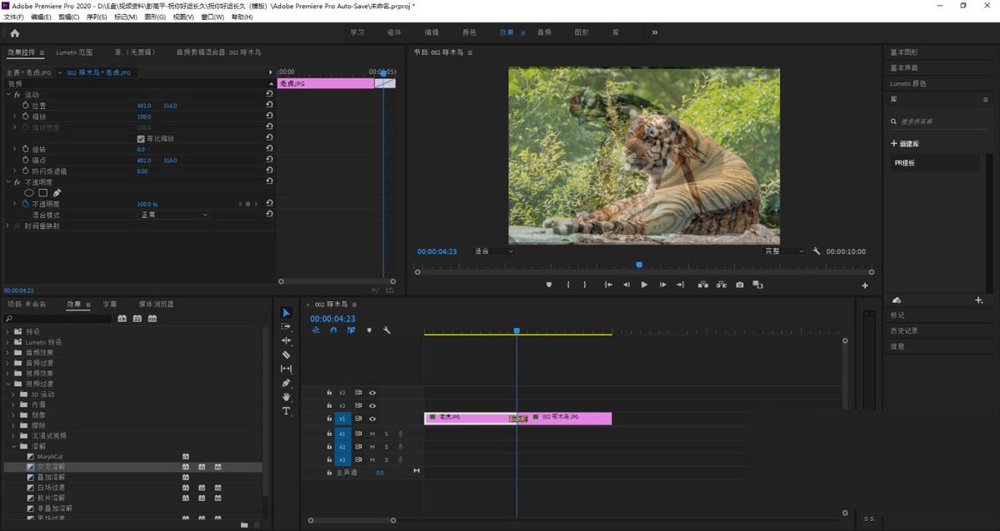 Adobe Premiere Pro 2020 - D:\E盘\视频资料\彭高平-祝你好运长久\祝你好运长久（模板）\Adobe Premiere Pro Auto-Save\未命名.prproj *
文件(F) 编辑(E) 剪辑(C) 序列(S) 标记(M) 图形(G) 视图(V) 窗口(W) 帮助(H)
学习 组件 编辑 颜色 效果 音频 图形 库
效果控件 Lumetri 范围 源:（无剪辑） 音频剪辑混合器: 002 啄木鸟
主要 * 老虎.JPG 002 啄木鸟 * 老虎.JPG
:00:00 00:00:05:
视频 老虎.JPG
fx 运动
位置 481.0 316.0
缩放 100.0
缩放宽度 100.0
等比缩放
旋转 0.0
锚点 481.0 316.0
防闪烁滤镜 0.00
fx 不透明度
不透明度 100.0 %
混合模式 正常
fx 时间重映射
00:00:04:23
节目: 002 啄木鸟
00:00:04:23 适合 完整 00:00:10:00
基本图形
基本声音
Lumetri 颜色
库
搜索所有库
新建库
PR模板
标记
历史记录
信息
项目: 未命名 效果 字幕 媒体浏览器
预设
Lumetri 预设
音频效果
音频过渡
视频效果
视频过渡
3D 运动
内滑
划像
擦除
沉浸式视频
溶解
MorphCut
交叉溶解
叠加溶解
白场过渡
胶片溶解
非叠加溶解
黑场过渡
002 啄木鸟
00:00:04:23
V3
V2
V1 老虎.JPG 002 啄木鸟.JPG
A1 M S
A2 M S
A3 M S
主声道 0.0
S S